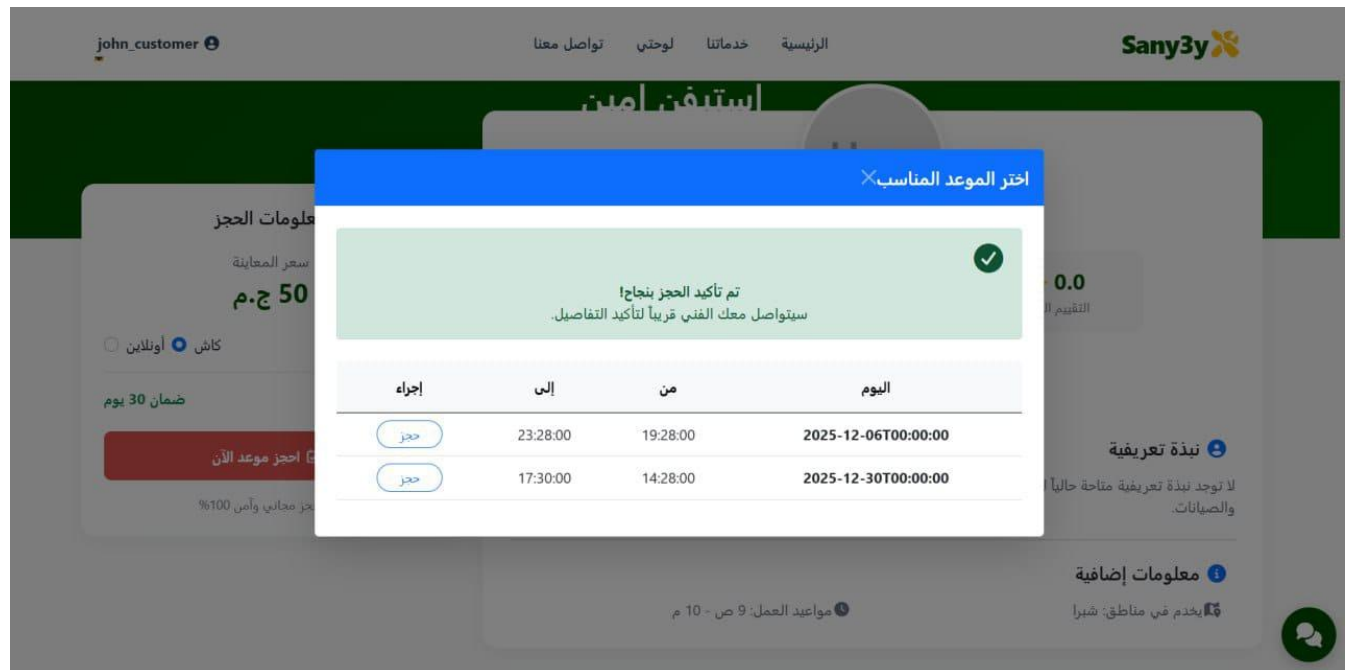 Sany3y
الرئيسية خدماتنا لوحتي تواصل معنا
john_customer
استيفن امين
اختر الموعد المناسب
تم تأكيد الحجز بنجاح!
سيتواصل معك الفني قريباً لتأكيد التفاصيل.
اليوم من إلى إجراء
2025-12-06T00:00:00 19:28:00 23:28:00 حجز
2025-12-30T00:00:00 14:28:00 17:30:00 حجز
0.0
التقييم
نبذة تعريفية
لا توجد نبذة تعريفية متاحة حالياً
والصيانات.
معلومات إضافية
يخدم في مناطق: شبرا
مواعيد العمل: 9 ص - 10 م
الحجز
سعر المعاينة
50 ج.م
كاش أونلاين
ضمان 30 يوم
احجز موعد الآن
مجاني وآمن 100%